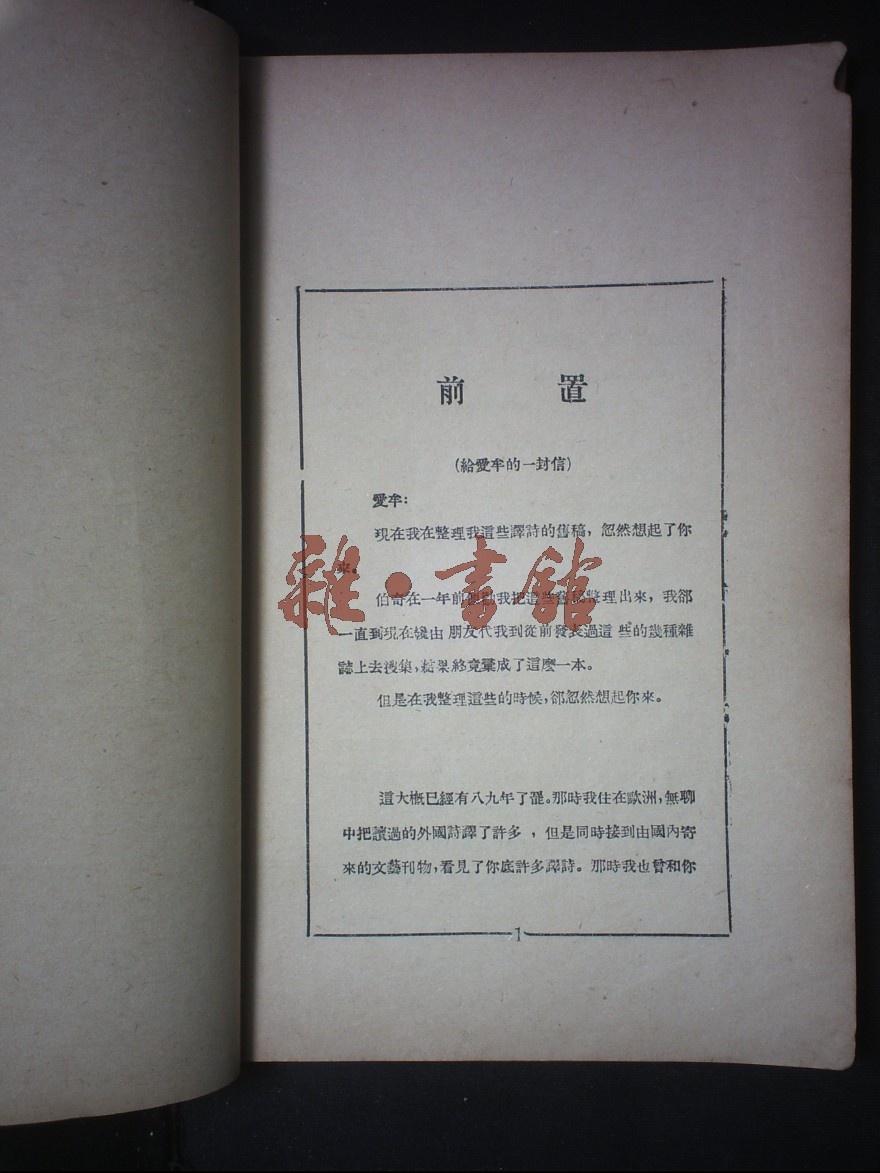 前 置
(給愛牟的一封信)
愛牟:
現在我在整理我這些譯詩的舊稿, 忽然想起了你
來。
伯奇在一年前 我把這些舊 整理出來, 我卻
一直到現在纔由朋友代我到從前發表過這些的幾種雜
誌上去搜集, 結果終竟彙成了這麽一本。
但是在我整理這些的時候, 卻忽然想起你來。
這大概已經有八九年了罷。那時我住在歐洲, 無聊
中把讀過的外國詩譯了許多, 但是同時接到由國內寄
來的文藝刊物, 看見了你底許多譯詩。那時我也曾和你
1
雜·書館